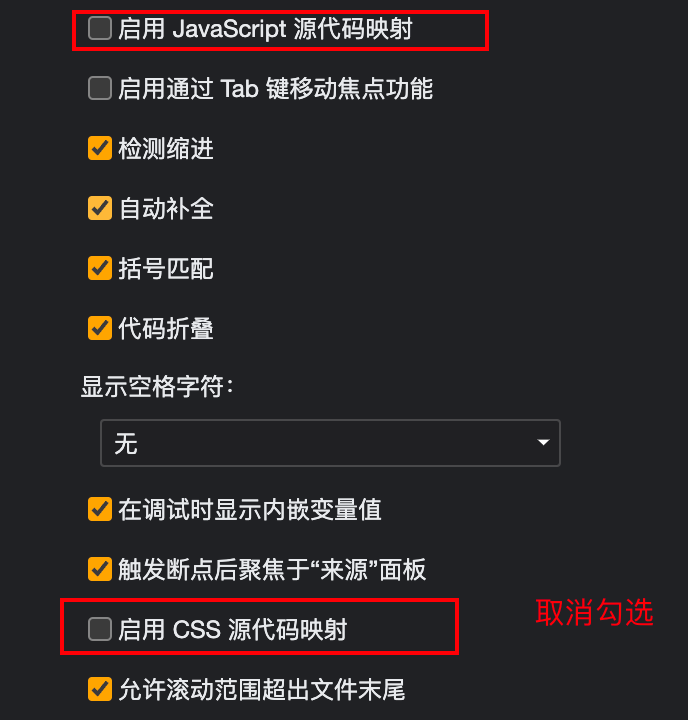 启用 JavaScript 源代码映射
启用通过 Tab 键移动焦点功能
检测缩进
自动补全
括号匹配
代码折叠
显示空格字符：
无
在调试时显示内嵌变量值
触发断点后聚焦于“来源”面板
启用 CSS 源代码映射
取消勾选
允许滚动范围超出文件末尾